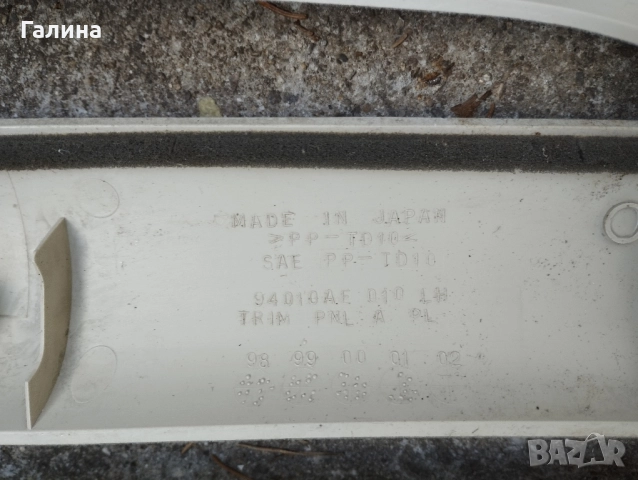 Галина
MADE IN JAPAN
>PP-TD10<
SAE PP-TD10
94010AE 010 LH
TRIM PNL A PL
98 99 00 01 02
BAZAR